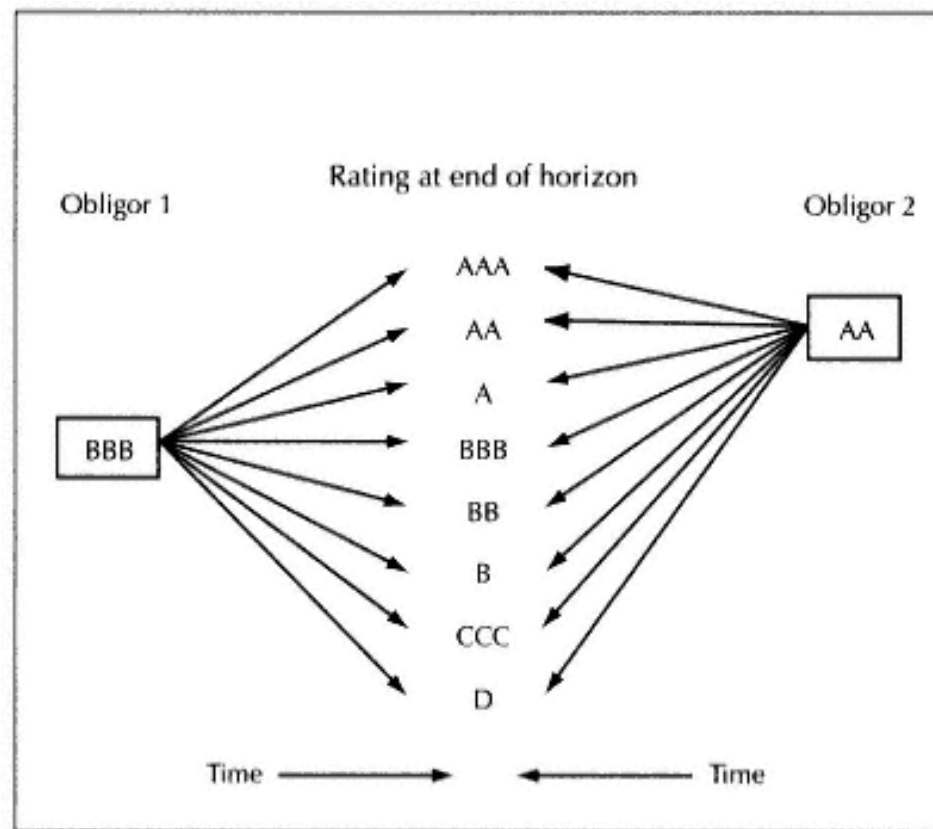 Rating at end of horizon
Obligor 1
Obligor 2
AAA
AA
AA
A
BBB
BBB
BB
B
CCC
D
Time
Time